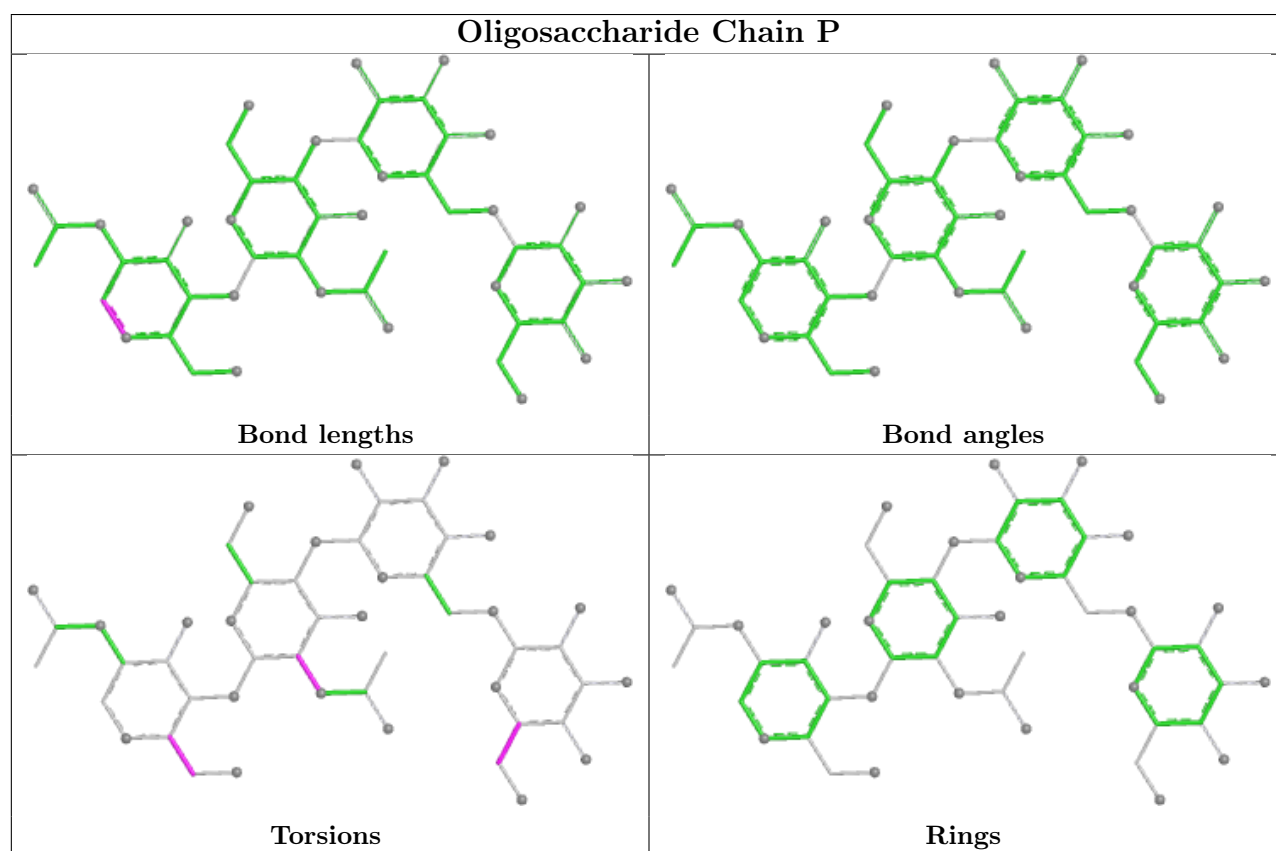 Oligosaccharide Chain P
Bond lengths
Bond angles
Torsions
Rings